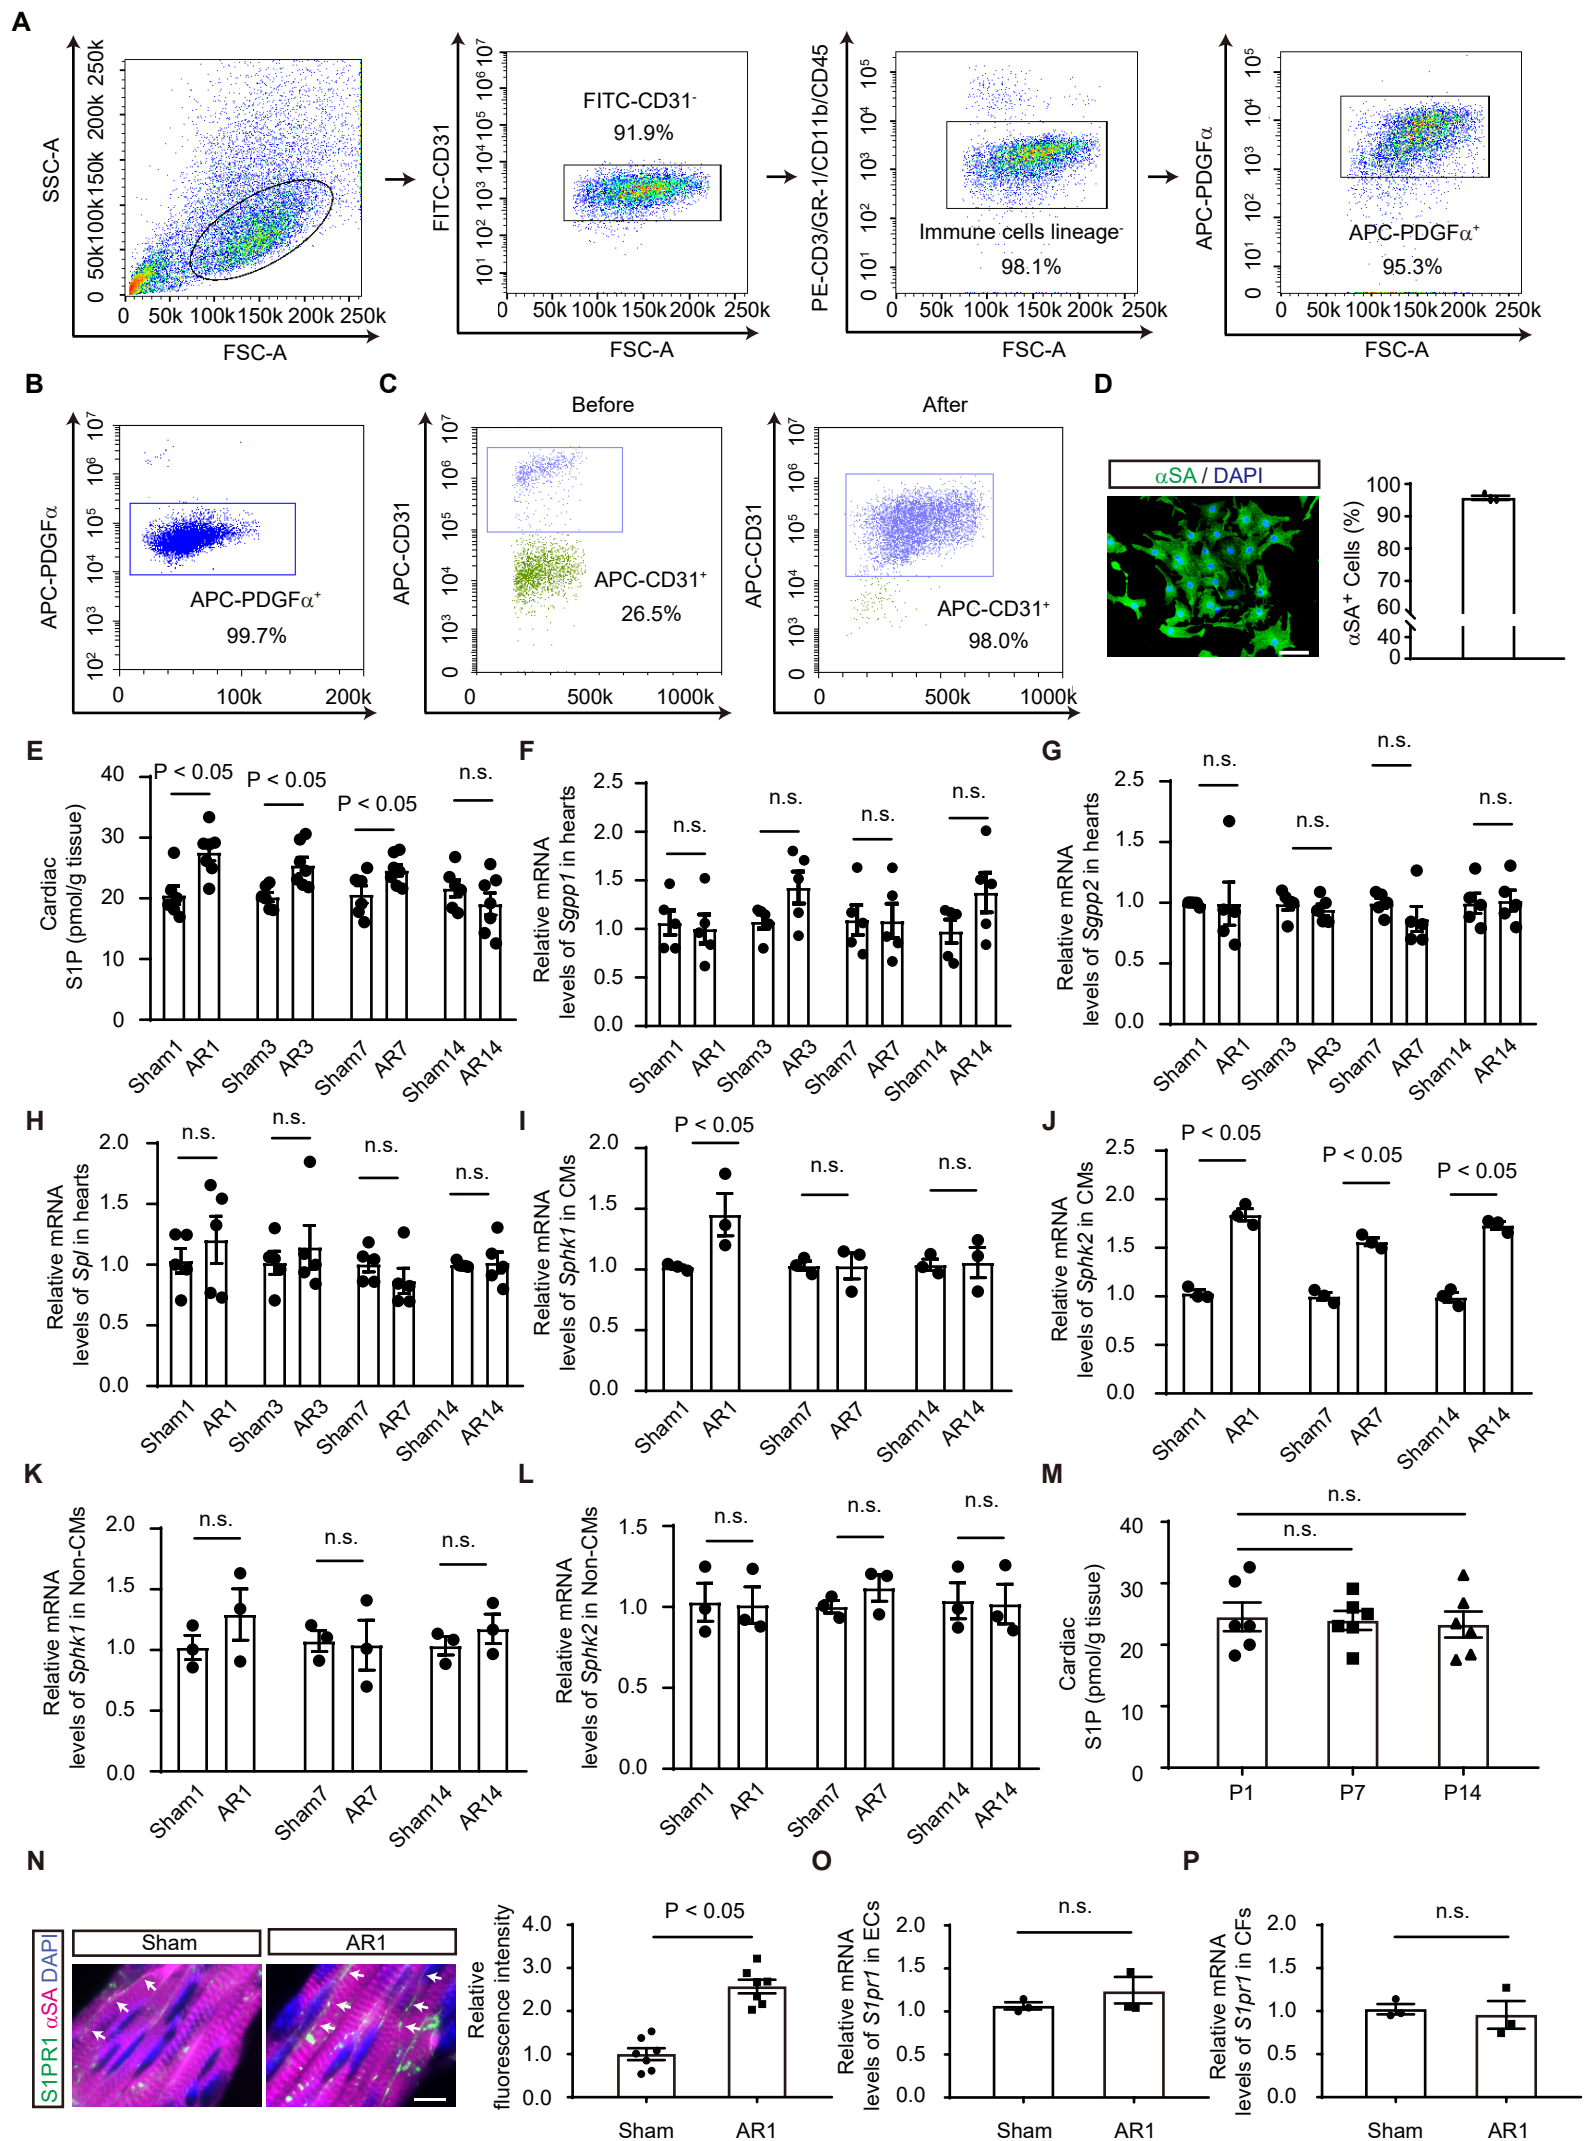 A
SSC-A
0 50k 100k 150k 200k 250k
0 50k 100k 150k 200k 250k
FSC-A
FITC-CD31
10¹ 10² 10³ 10⁴ 10⁵ 10⁶ 10⁷
FITC-CD31⁻
91.9%
0 50k 100k 150k 200k 250k
FSC-A
PE-CD3/GR-1/CD11b/CD45
0 10¹ 10² 10³ 10⁴ 10⁵
Immune cells lineage⁻
98.1%
0 50k 100k 150k 200k 250k
FSC-A
APC-PDGFα
0 10¹ 10² 10³ 10⁴ 10⁵
APC-PDGFα⁺
95.3%
0 50k 100k 150k 200k 250k
FSC-A
B
APC-PDGFα
10² 10³ 10⁴ 10⁵ 10⁶ 10⁷
APC-PDGFα⁺
99.7%
0 100k 200k
C
Before
APC-CD31
0 10³ 10⁴ 10⁵ 10⁶ 10⁷
APC-CD31⁺
26.5%
0 500k 1000k
After
APC-CD31
0 10³ 10⁴ 10⁵ 10⁶ 10⁷
APC-CD31⁺
98.0%
0 500k 1000k
D
αSA / DAPI
αSA⁺ Cells (%)
100
90
80
70
60
40
0
E
Cardiac
S1P (pmol/g tissue)
40
30
20
10
0
P < 0.05
P < 0.05
P < 0.05
n.s.
Sham1 AR1 Sham3 AR3 Sham7 AR7 Sham14 AR14
F
Relative mRNA
levels of Sgpp1 in hearts
2.5
2.0
1.5
1.0
0.5
0.0
n.s.
n.s.
n.s.
n.s.
Sham1 AR1 Sham3 AR3 Sham7 AR7 Sham14 AR14
G
Relative mRNA
levels of Sgpp2 in hearts
2.5
1.5
1.0
0.5
0.0
n.s.
n.s.
n.s.
n.s.
Sham1 AR1 Sham3 AR3 Sham7 AR7 Sham14 AR14
H
Relative mRNA
levels of Spl in hearts
2.0
1.5
1.0
0.5
0.0
n.s.
n.s.
n.s.
n.s.
Sham1 AR1 Sham3 AR3 Sham7 AR7 Sham14 AR14
I
Relative mRNA
levels of Sphk1 in CMs
2.0
1.5
1.0
0.5
0.0
P < 0.05
n.s.
n.s.
Sham1 AR1 Sham7 AR7 Sham14 AR14
J
Relative mRNA
levels of Sphk2 in CMs
2.5
2.0
1.5
1.0
0.5
0.0
P < 0.05
P < 0.05
P < 0.05
Sham1 AR1 Sham7 AR7 Sham14 AR14
K
Relative mRNA
levels of Sphk1 in Non-CMs
2.0
1.5
1.0
0.5
0.0
n.s.
n.s.
n.s.
Sham1 AR1 Sham7 AR7 Sham14 AR14
L
Relative mRNA
levels of Sphk2 in Non-CMs
1.5
1.0
0.5
0.0
n.s.
n.s.
n.s.
Sham1 AR1 Sham7 AR7 Sham14 AR14
M
Cardiac
S1P (pmol/g tissue)
40
30
20
10
0
n.s.
n.s.
P1 P7 P14
N
S1PR1 αSA DAPI
Sham
AR1
Relative
fluorescence intensity
4.0
3.0
2.0
1.0
0.0
P < 0.05
Sham AR1
O
Relative mRNA
levels of S1pr1 in ECs
2.0
1.5
1.0
0.5
0.0
n.s.
Sham AR1
P
Relative mRNA
levels of S1pr1 in CFs
2.0
1.5
1.0
0.5
0.0
n.s.
Sham AR1